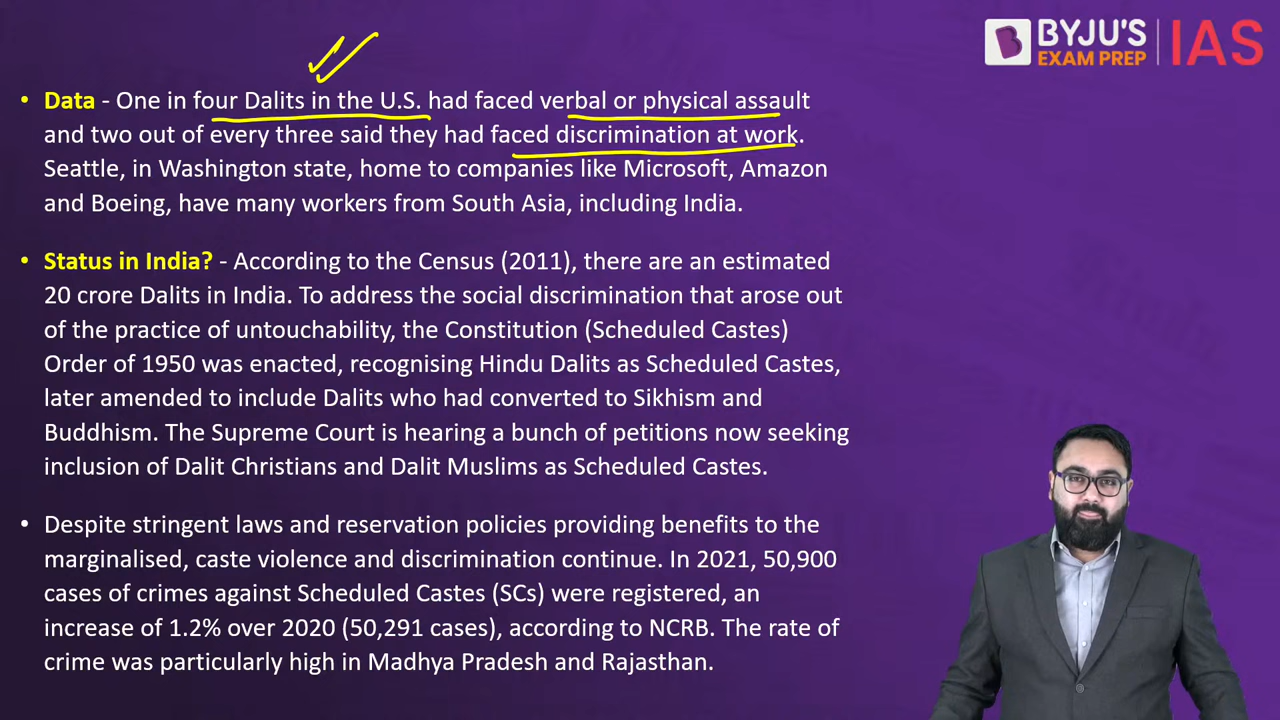 BYJU'S
EXAM PREP
IAS
• Data - One in four Dalits in the U.S. had faced verbal or physical assault
and two out of every three said they had faced discrimination at work.
Seattle, in Washington state, home to companies like Microsoft, Amazon
and Boeing, have many workers from South Asia, including India.
• Status in India? - According to the Census (2011), there are an estimated
20 crore Dalits in India. To address the social discrimination that arose out
of the practice of untouchability, the Constitution (Scheduled Castes)
Order of 1950 was enacted, recognising Hindu Dalits as Scheduled Castes,
later amended to include Dalits who had converted to Sikhism and
Buddhism. The Supreme Court is hearing a bunch of petitions now seeking
inclusion of Dalit Christians and Dalit Muslims as Scheduled Castes.
• Despite stringent laws and reservation policies providing benefits to the
marginalised, caste violence and discrimination continue. In 2021, 50,900
cases of crimes against Scheduled Castes (SCs) were registered, an
increase of 1.2% over 2020 (50,291 cases), according to NCRB. The rate of
crime was particularly high in Madhya Pradesh and Rajasthan.